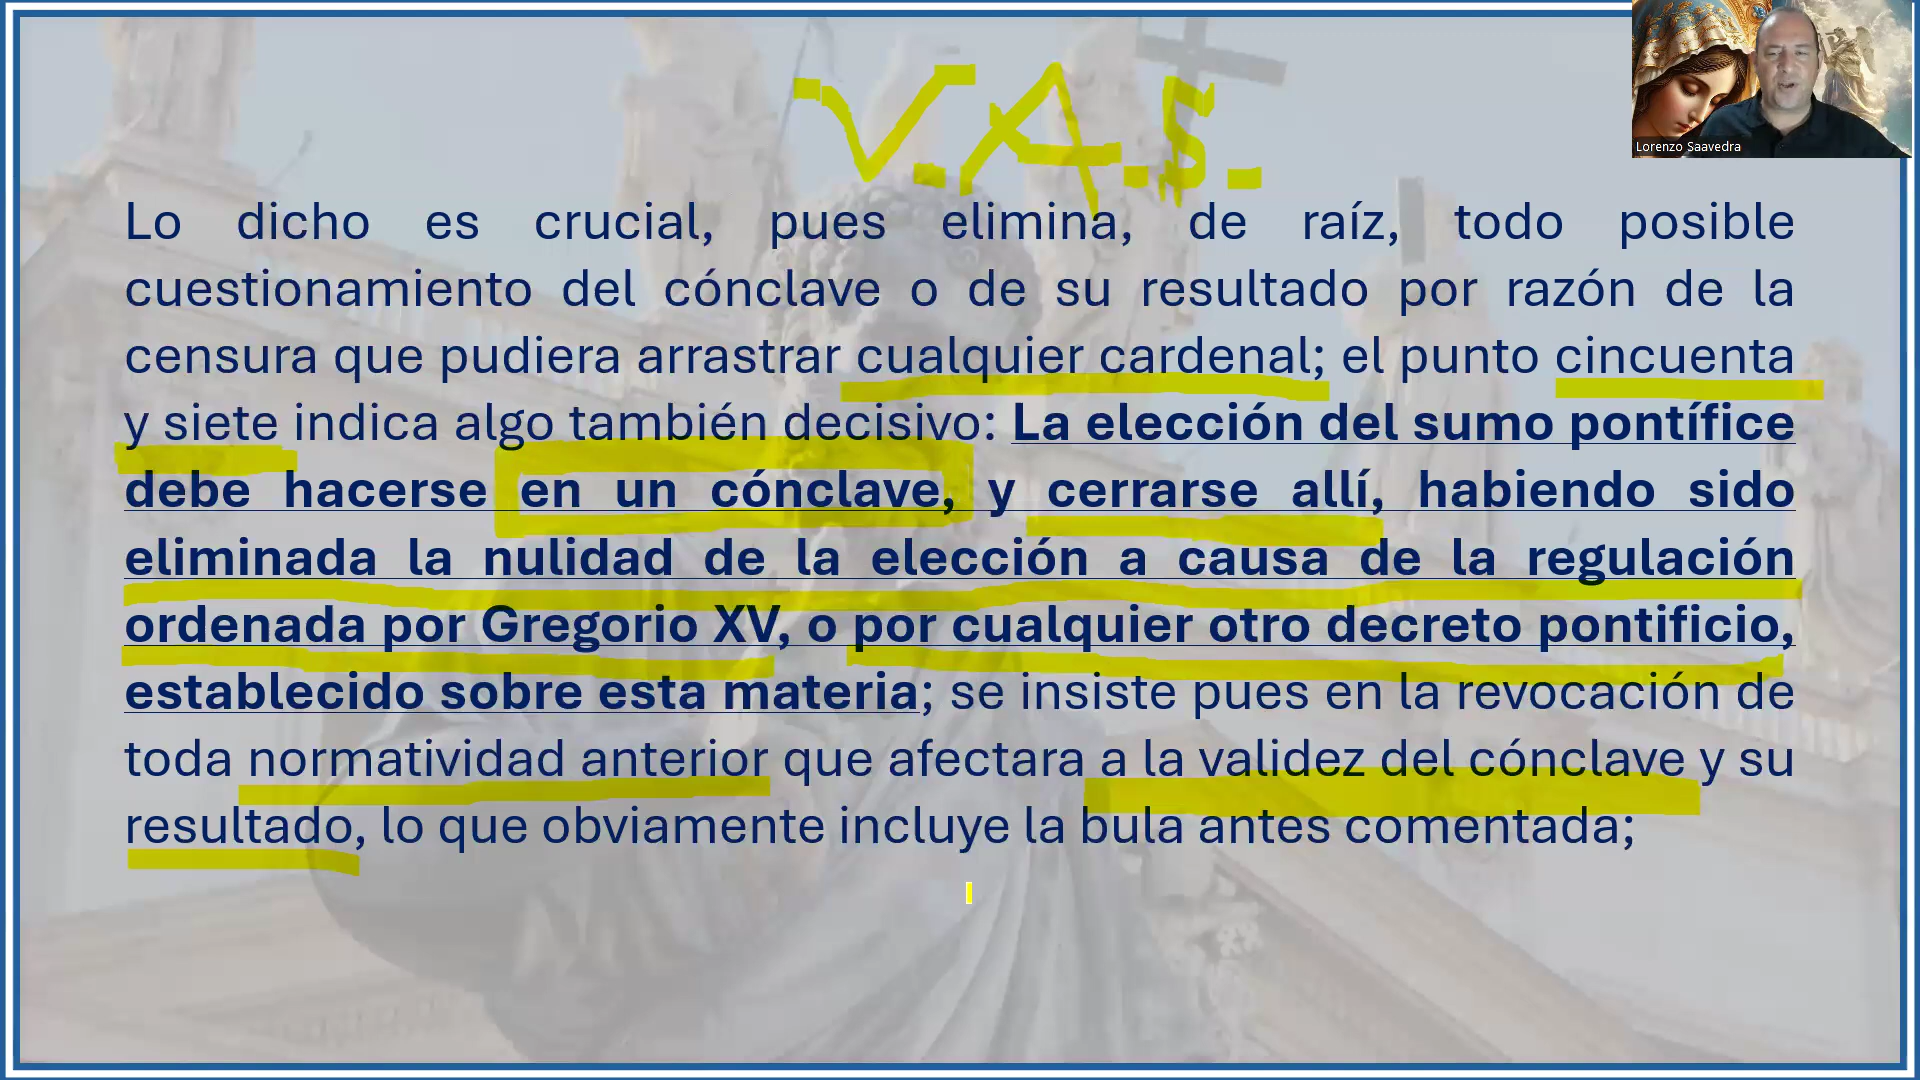 V.A.S.
Lorenzo Saavedra
Lo dicho es crucial, pues elimina, de raíz, todo posible
cuestionamiento del cónclave o de su resultado por razón de la
censura que pudiera arrastrar cualquier cardenal; el punto cincuenta
y siete indica algo también decisivo: La elección del sumo pontífice
debe hacerse en un cónclave, y cerrarse allí, habiendo sido
eliminada la nulidad de la elección a causa de la regulación
ordenada por Gregorio XV, o por cualquier otro decreto pontificio,
establecido sobre esta materia; se insiste pues en la revocación de
toda normatividad anterior que afectara a la validez del cónclave y su
resultado, lo que obviamente incluye la bula antes comentada;